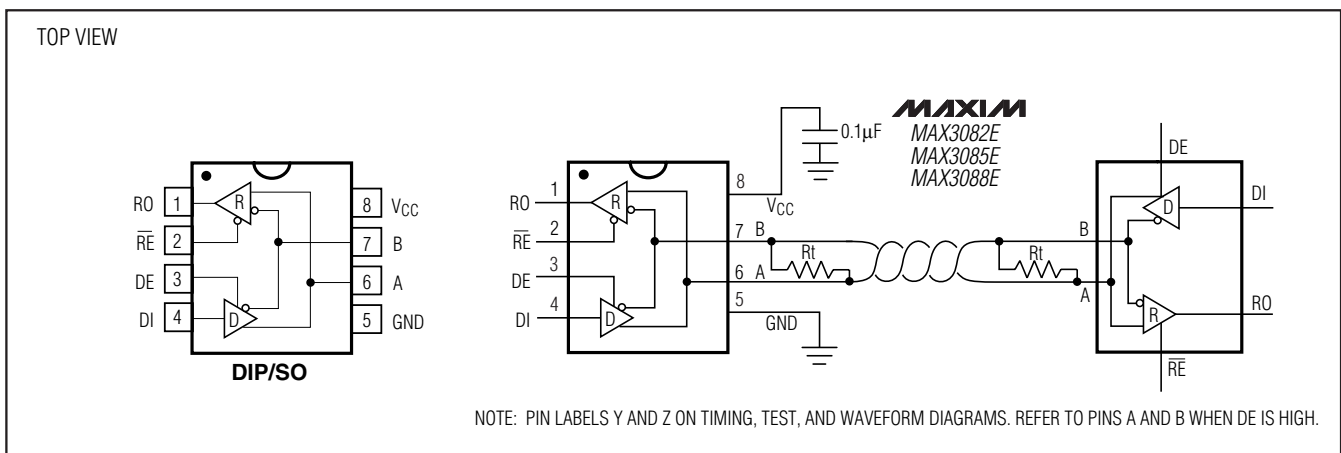 TOP VIEW
RO 1
RE 2
DE 3
DI 4
R
D
8 VCC
7 B
6 A
5 GND
DIP/SO
RO 1
RE 2
DE 3
DI 4
R
D
8 VCC
7 B
6 A
5 GND
0.1µF
MAXIM
MAX3082E
MAX3085E
MAX3088E
Rt
Rt
B
A
DE
D
DI
R
RO
RE
NOTE: PIN LABELS Y AND Z ON TIMING, TEST, AND WAVEFORM DIAGRAMS. REFER TO PINS A AND B WHEN DE IS HIGH.